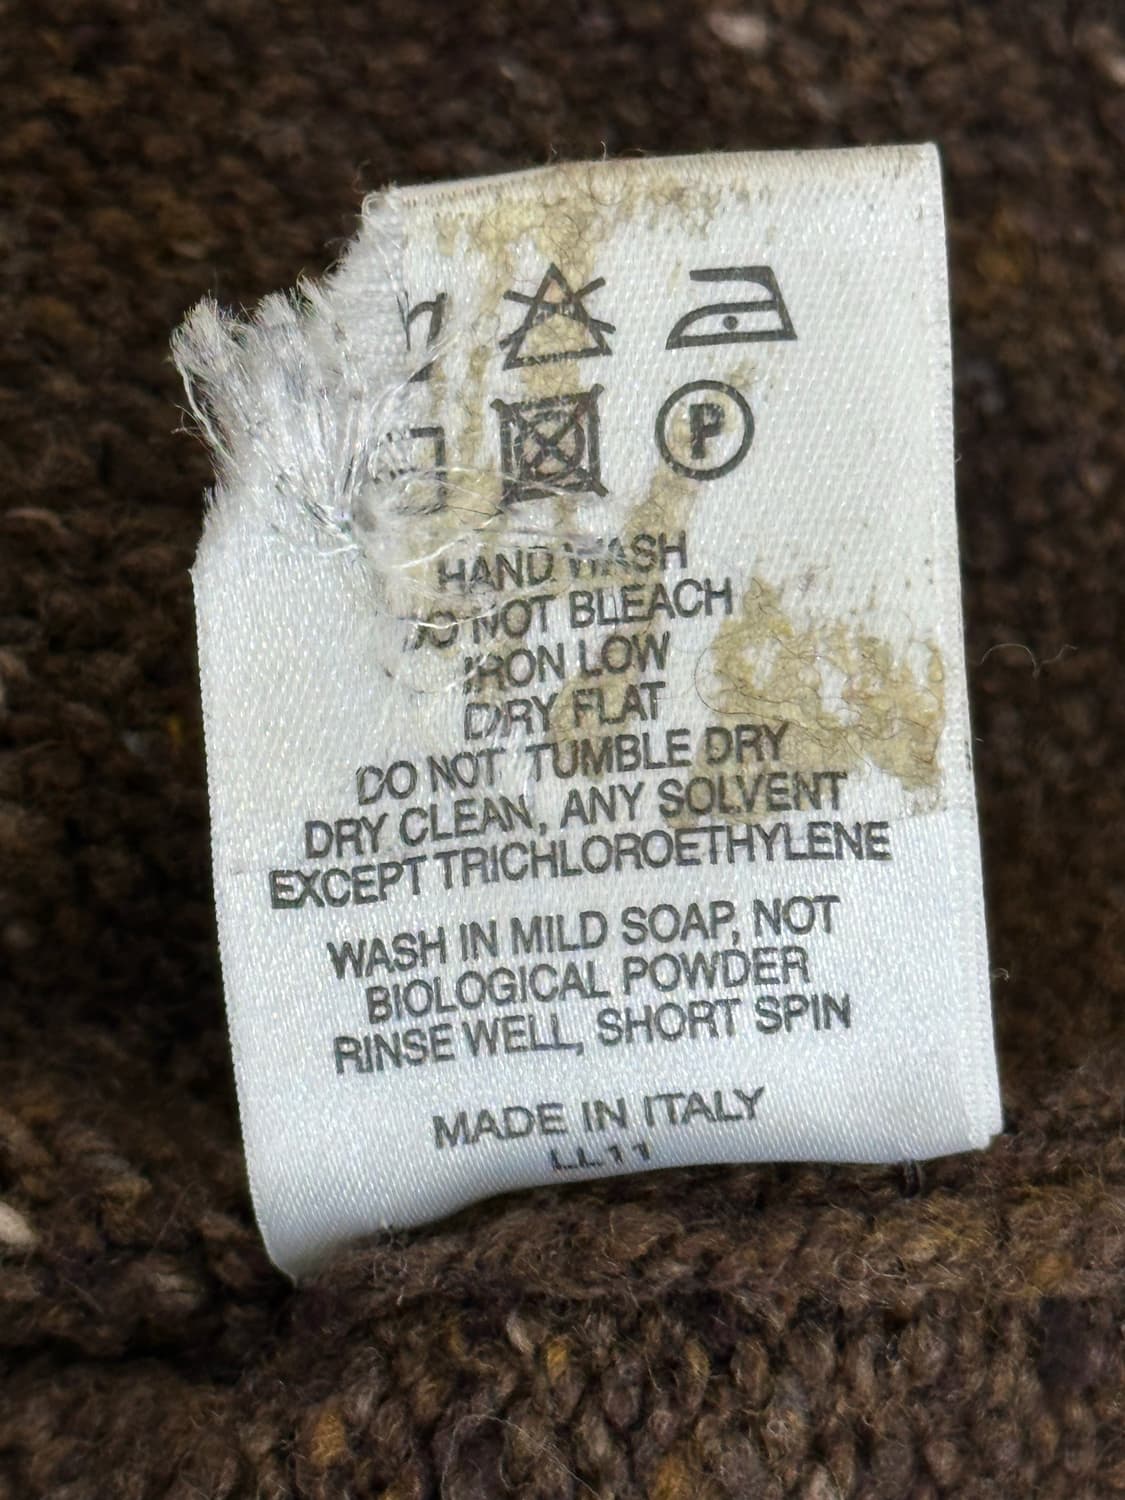 P
HAND WASH
DO NOT BLEACH
IRON LOW
DRY FLAT
DO NOT TUMBLE DRY
DRY CLEAN, ANY SOLVENT
EXCEPT TRICHLOROETHYLENE
WASH IN MILD SOAP, NOT
BIOLOGICAL POWDER
RINSE WELL, SHORT SPIN
MADE IN ITALY
LL11